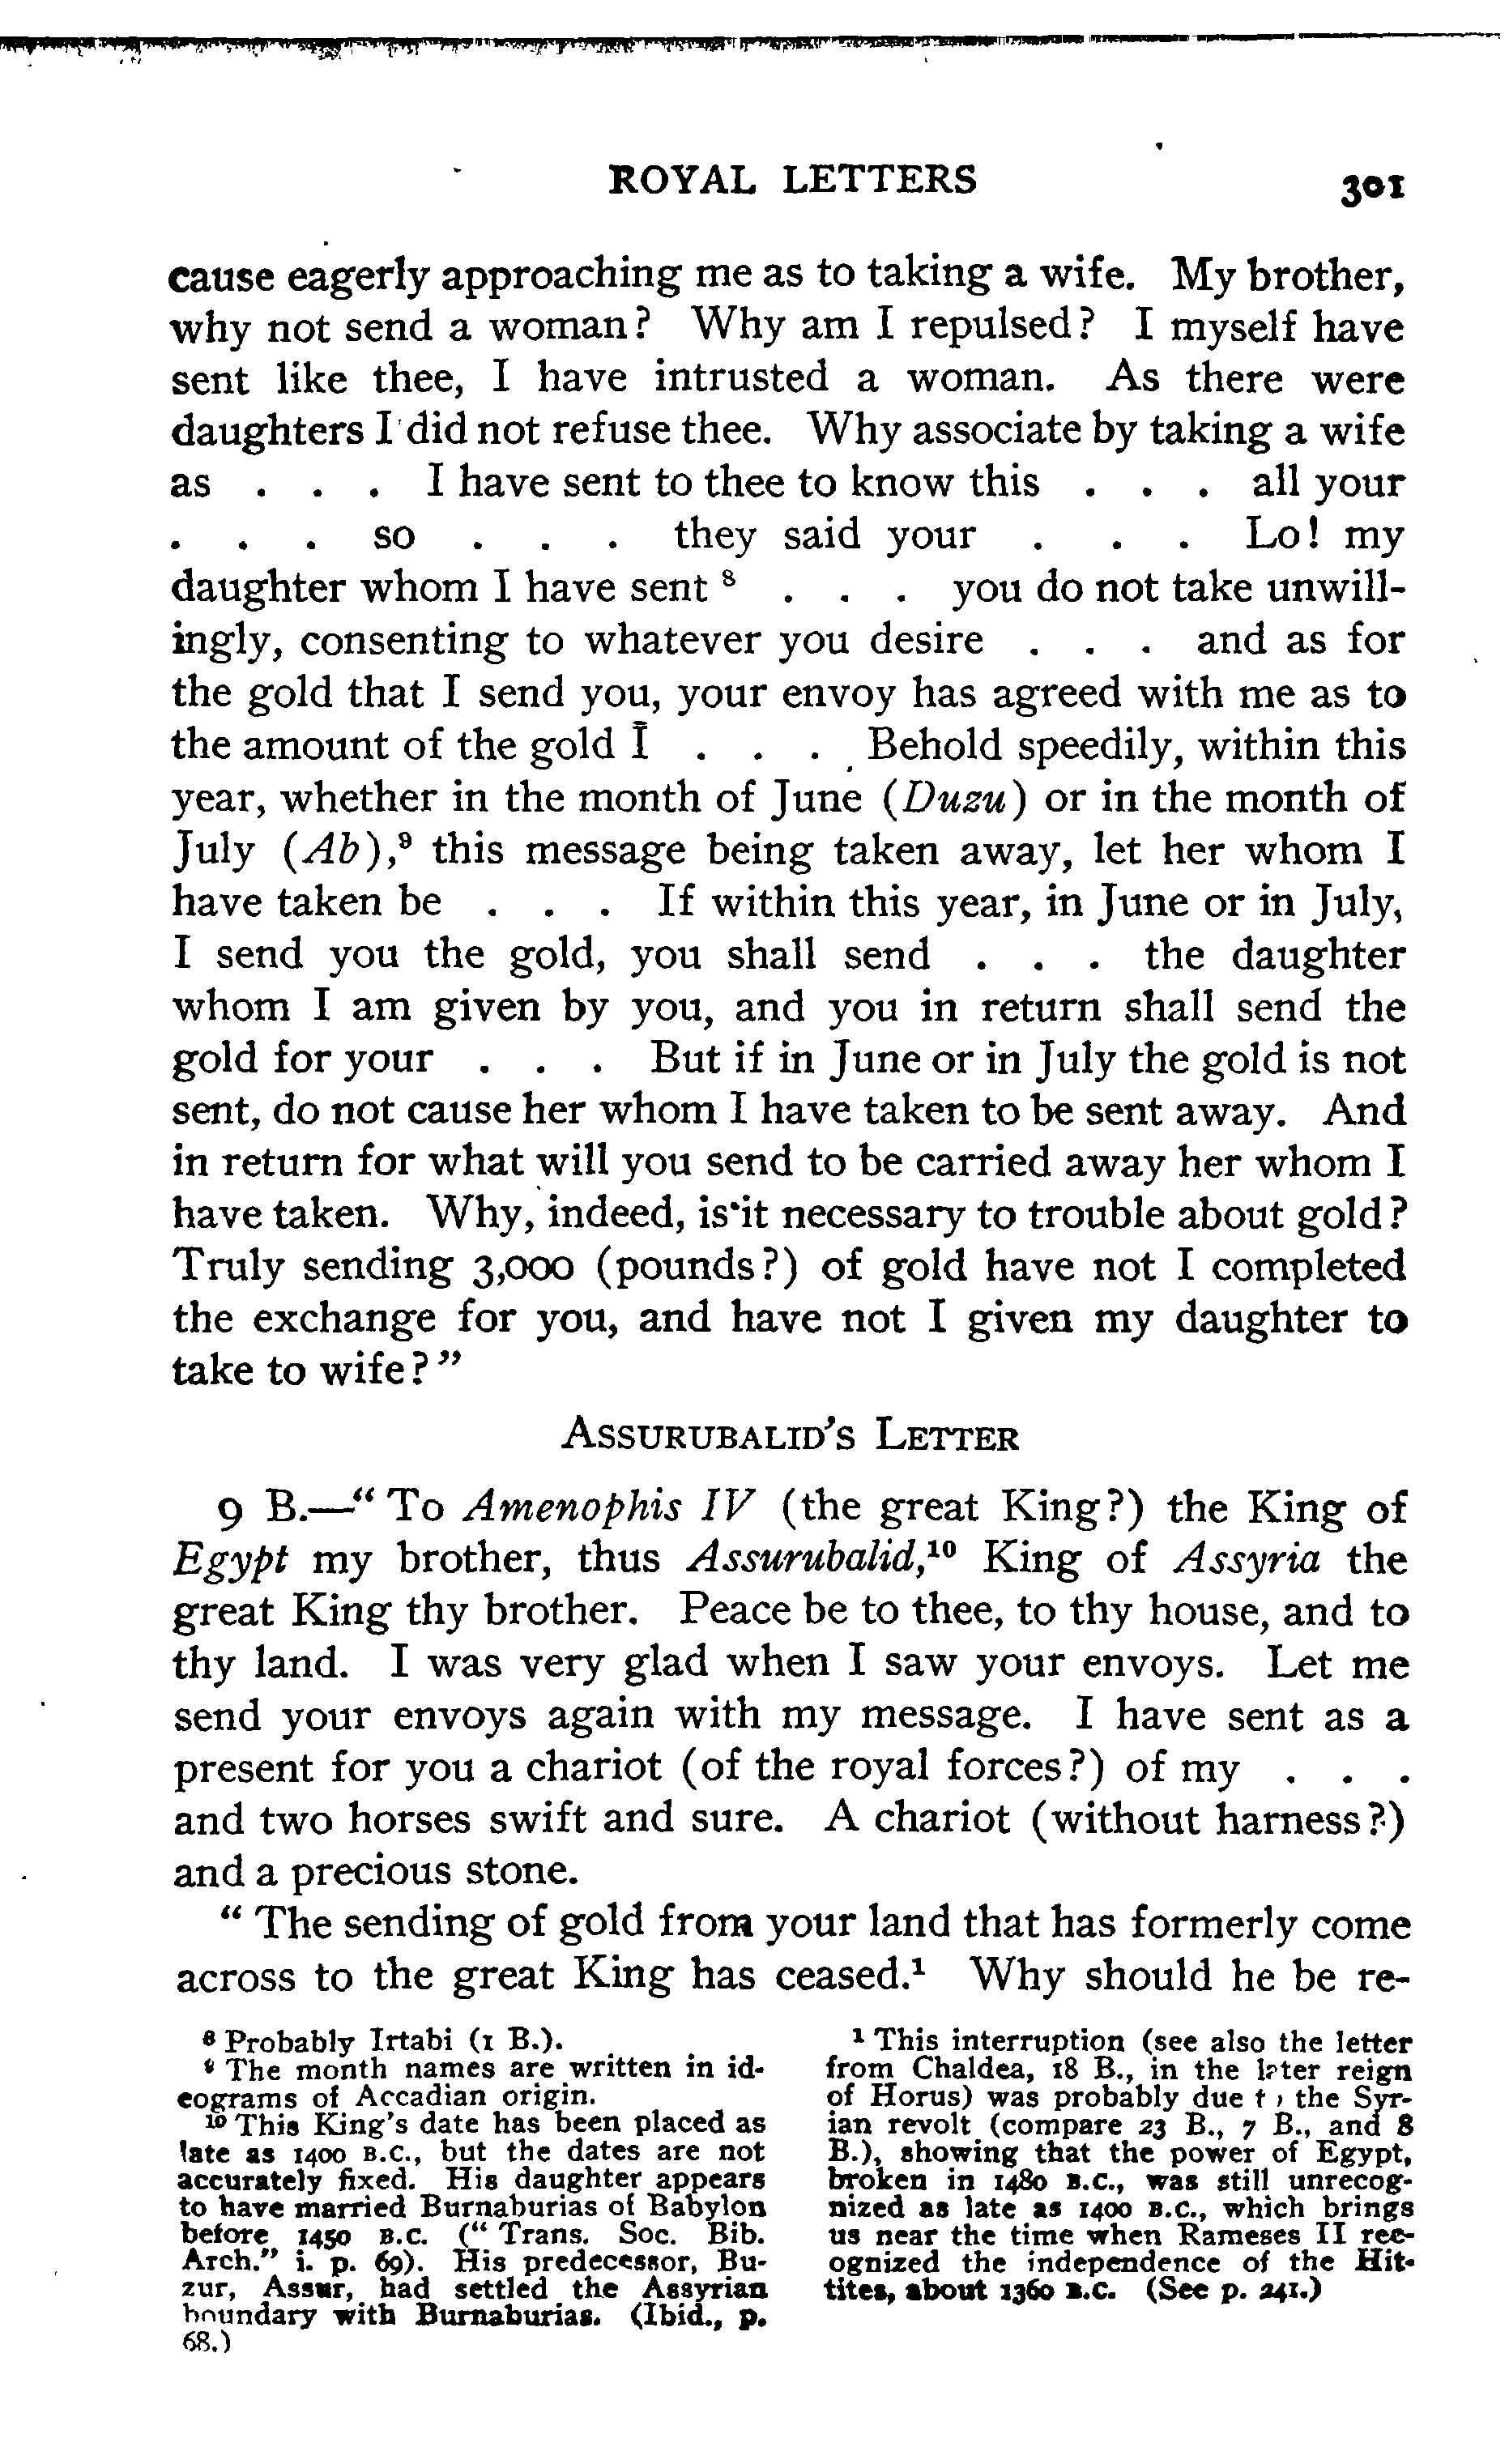 ROYAL LETTERS 301
cause eagerly approaching me as to taking a wife. My brother,
why not send a woman? Why am I repulsed? I myself have
sent like thee, I have intrusted a woman. As there were
daughters I did not refuse thee. Why associate by taking a wife
as . . . I have sent to thee to know this . . . all your
. . . so . . . they said your . . . Lo! my
daughter whom I have sent ⁸ . . . you do not take unwill-
ingly, consenting to whatever you desire . . . and as for
the gold that I send you, your envoy has agreed with me as to
the amount of the gold I . . . Behold speedily, within this
year, whether in the month of June (Duzu) or in the month of
July (Ab),⁹ this message being taken away, let her whom I
have taken be . . . If within this year, in June or in July,
I send you the gold, you shall send . . . the daughter
whom I am given by you, and you in return shall send the
gold for your . . . But if in June or in July the gold is not
sent, do not cause her whom I have taken to be sent away. And
in return for what will you send to be carried away her whom I
have taken. Why, indeed, is it necessary to trouble about gold?
Truly sending 3,000 (pounds?) of gold have not I completed
the exchange for you, and have not I given my daughter to
take to wife?"
ASSURUBALID'S LETTER
9 B.—"To Amenophis IV (the great King?) the King of
Egypt my brother, thus Assurubalid,¹⁰ King of Assyria the
great King thy brother. Peace be to thee, to thy house, and to
thy land. I was very glad when I saw your envoys. Let me
send your envoys again with my message. I have sent as a
present for you a chariot (of the royal forces?) of my . . .
and two horses swift and sure. A chariot (without harness?)
and a precious stone.
"The sending of gold from your land that has formerly come
across to the great King has ceased.¹ Why should he be re-
⁸ Probably Irtabi (1 B.).
⁹ The month names are written in id-
eograms of Accadian origin.
¹⁰ This King's date has been placed as
late as 1400 B.C., but the dates are not
accurately fixed. His daughter appears
to have married Burnaburias of Babylon
before 1450 B.C. ("Trans. Soc. Bib.
Arch." i. p. 69). His predecessor, Bu-
zur, Assur, had settled the Assyrian
boundary with Burnaburias. (Ibid., p.
68.)
¹ This interruption (see also the letter
from Chaldea, 18 B., in the later reign
of Horus) was probably due to the Syr-
ian revolt (compare 23 B., 7 B., and 8
B.), showing that the power of Egypt,
broken in 1480 B.C., was still unrecog-
nized as late as 1400 B.C., which brings
us near the time when Rameses II rec-
ognized the independence of the Hit-
tites, about 1360 B.C. (See p. 241.)